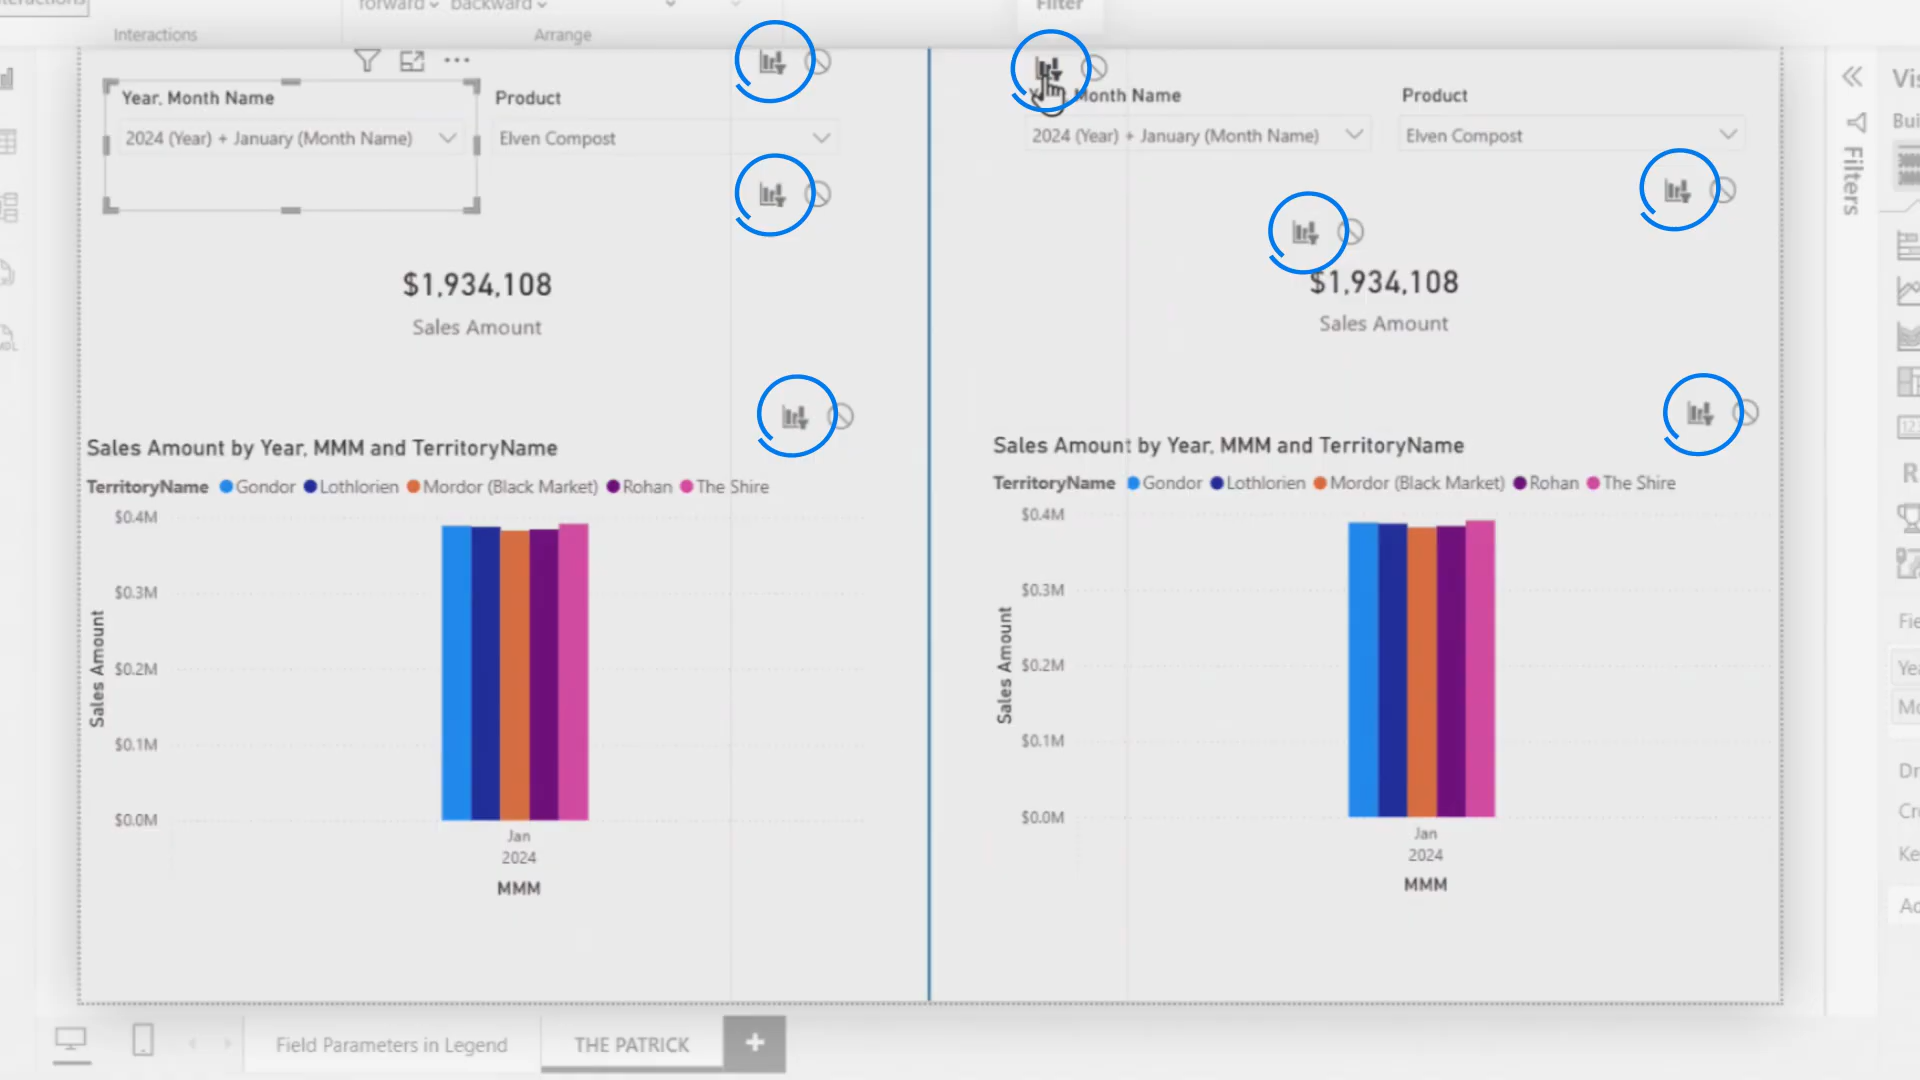 forward backward
Filter
Interactions
Arrange
Year, Month Name
Product
2024 (Year) + January (Month Name)
Elven Compost
$1,934,108
Sales Amount
Sales Amount by Year, MMM and TerritoryName
TerritoryName Gondor Lothlorien Mordor (Black Market) Rohan The Shire
$0.4M
$0.3M
$0.2M
$0.1M
$0.0M
Sales Amount
Jan
2024
MMM
Month Name
Product
2024 (Year) + January (Month Name)
Elven Compost
$1,934,108
Sales Amount
Sales Amount by Year, MMM and TerritoryName
TerritoryName Gondor Lothlorien Mordor (Black Market) Rohan The Shire
$0.4M
$0.3M
$0.2M
$0.1M
$0.0M
Sales Amount
Jan
2024
MMM
Filters
Field Parameters in Legend
THE PATRICK